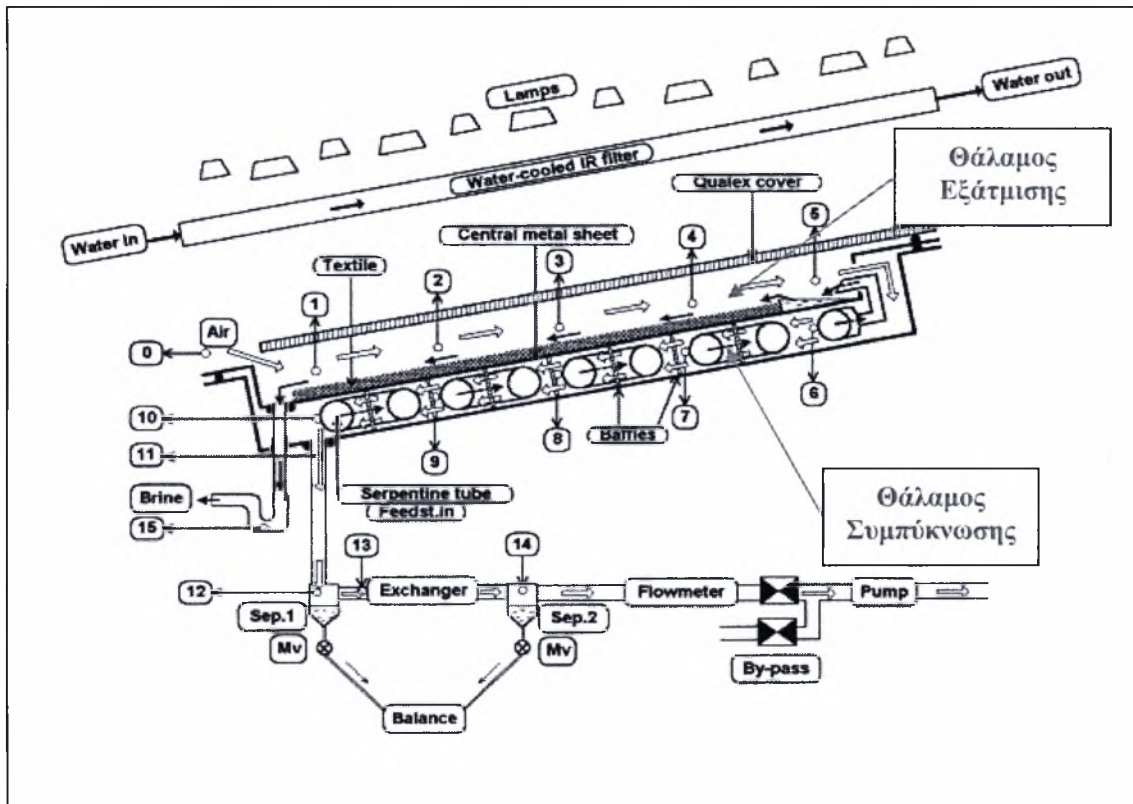 Lamps
Water out
Water-cooled IR filter
Θάλαμος
Εξάτμισης
Qualex cover
Water in
Central metal sheet
Textile
5
4
3
2
1
Air
0
10
11
6
7
8
9
Barries
Brine
15
Serpentine tube
Feedst.in
Θάλαμος
Συμπύκνωσης
13
14
12
Exchanger
Flowmeter
Pump
Sep.1
Sep.2
Mv
Mv
By-pass
Balance